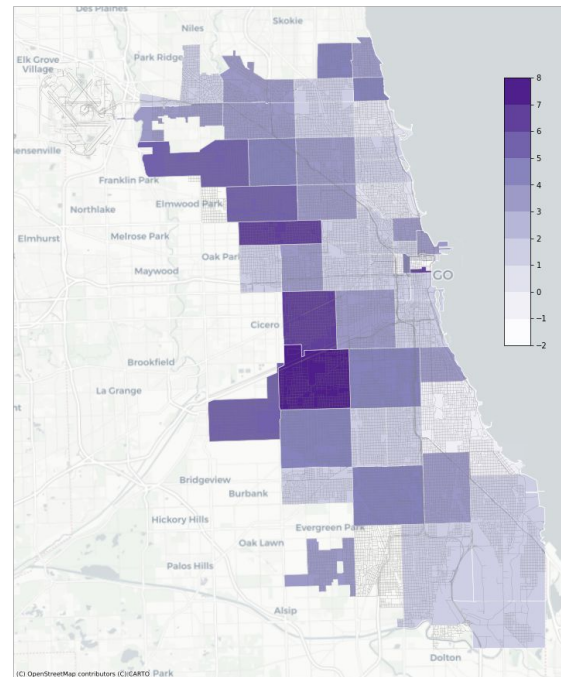 Des Plaines
Skokie
Niles
Park Ridge
Elk Grove
Village
8
7
6
5
4
3
2
1
0
−1
−2
Bensenville
Franklin Park
Northlake
Elmwood Park
Elmhurst
Melrose Park
Oak Par
Maywood
GO
Cicero
Brookfield
La Grange
nt
Bridgeview
Burbank
Hickory Hills
Evergreen Park
Oak Lawn
Palos Hills
Alsip
Dolton
(C) OpenStreetMap contributors (C) CARTO
Park